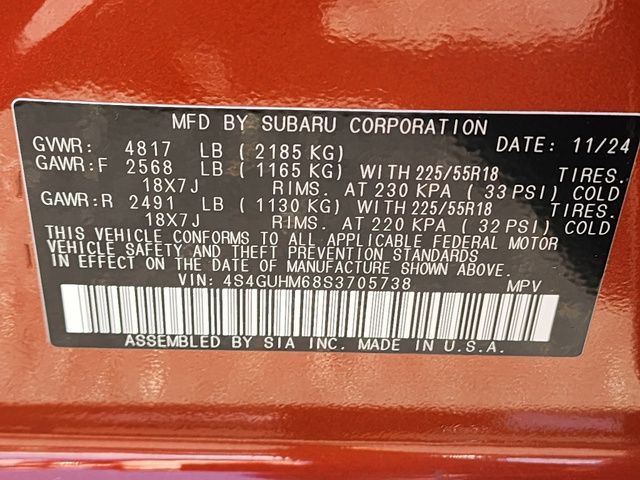 MFD BY SUBARU CORPORATION DATE: 11/24
GVWR: 4817 LB (2185 KG)
GAWR:F 2568 LB (1165 KG) WITH 225/55R18 TIRES.
18X7J RIMS. AT 230 KPA (33 PSI) COLD
GAWR:R 2491 LB (1130 KG) WITH 225/55R18 TIRES.
18X7J RIMS. AT 220 KPA (32 PSI) COLD
THIS VEHICLE CONFORMS TO ALL APPLICABLE FEDERAL MOTOR
VEHICLE SAFETY AND THEFT PREVENTION STANDARDS
IN EFFECT ON THE DATE OF MANUFACTURE SHOWN ABOVE.
VIN: 4S4GUHM68S3705738 MPV
ASSEMBLED BY SIA INC. MADE IN U.S.A.